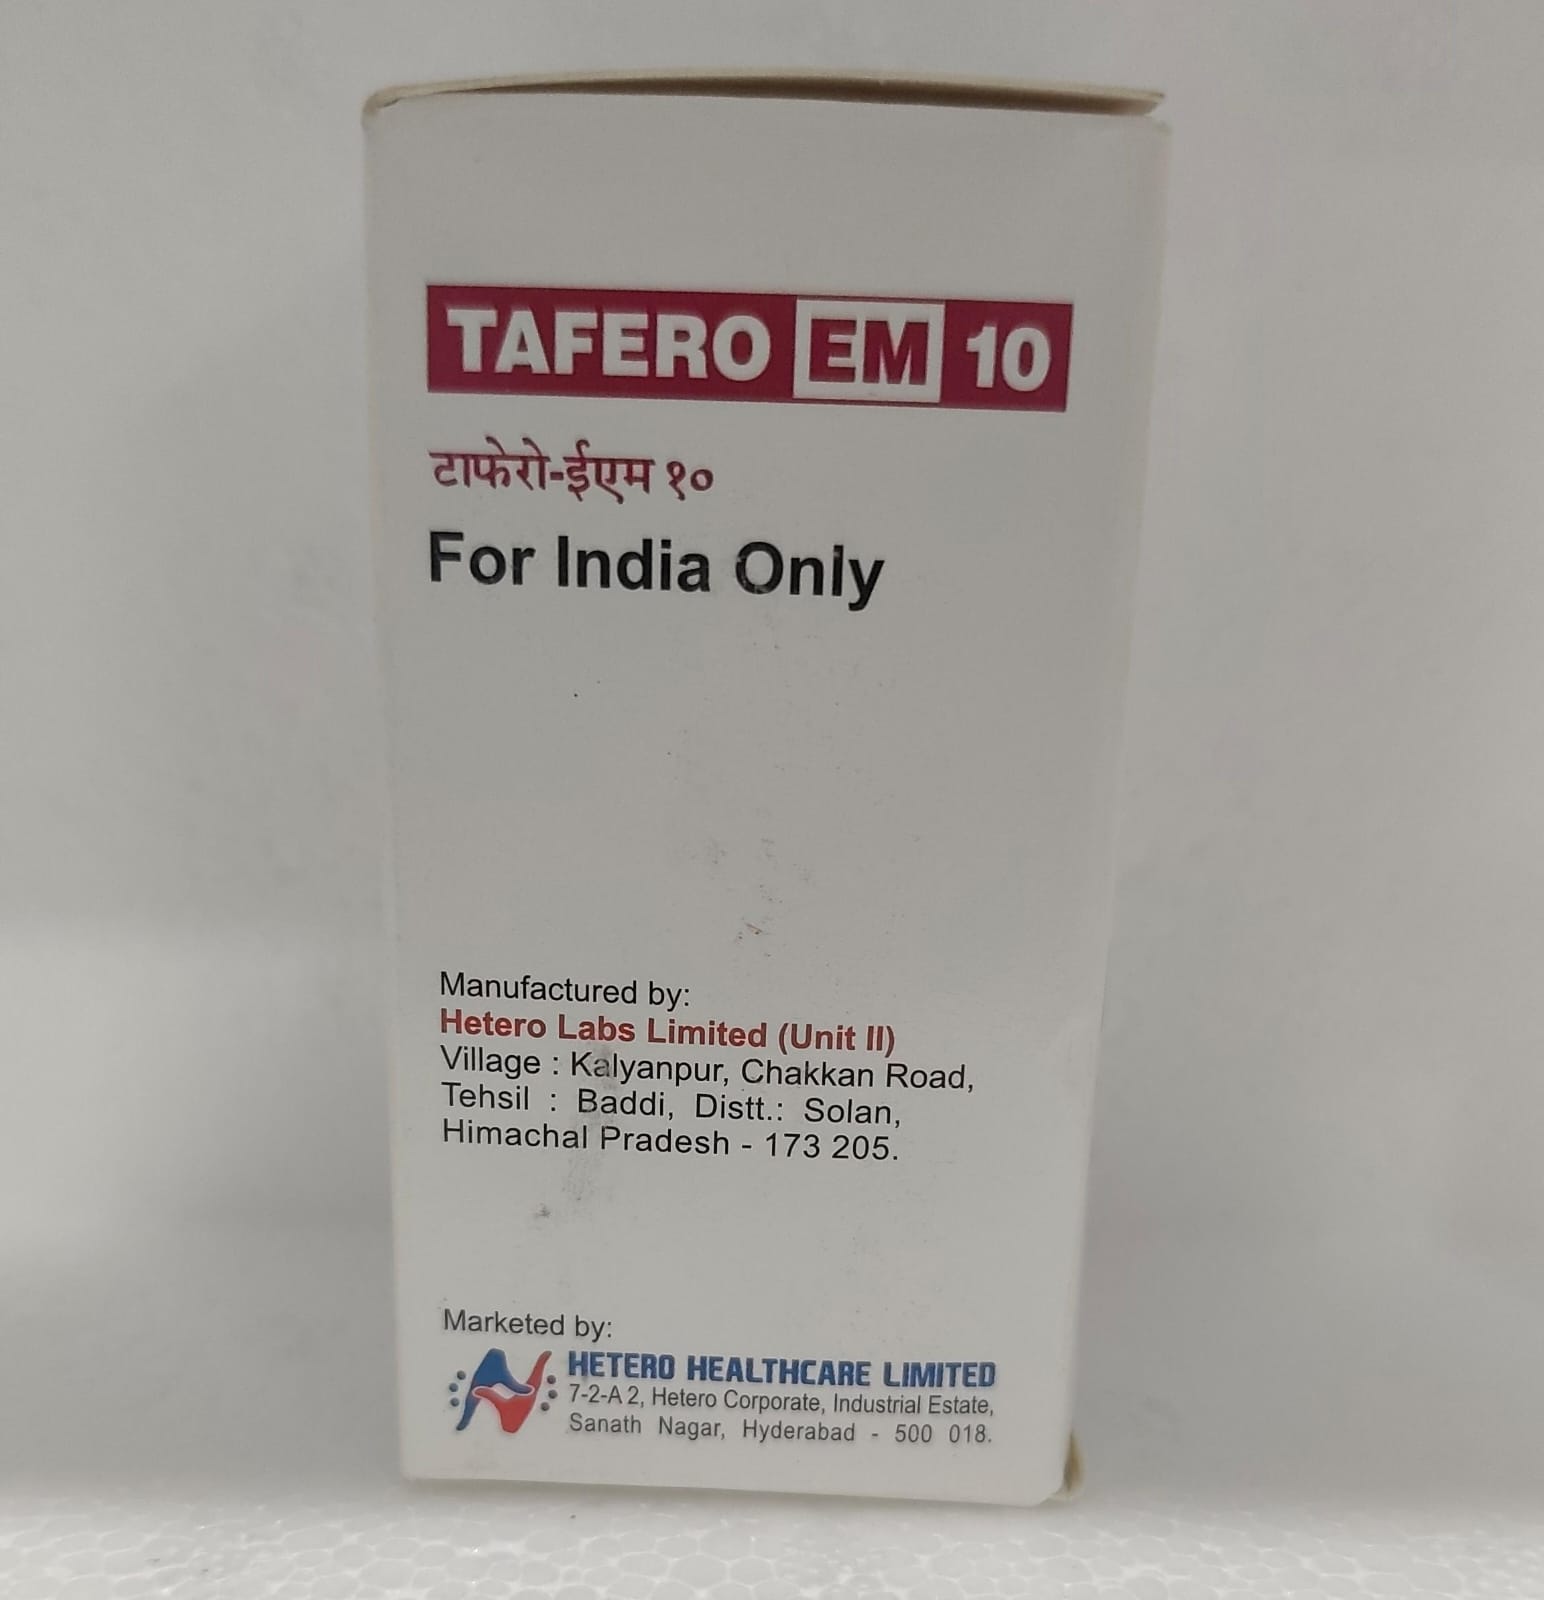 TAFERO EM 10
टाफेरो-ईएम १०
For India Only
Manufactured by:
Hetero Labs Limited (Unit II)
Village : Kalyanpur, Chakkan Road,
Tehsil : Baddi, Distt.: Solan,
Himachal Pradesh - 173 205.
Marketed by:
HETERO HEALTHCARE LIMITED
7-2-A 2, Hetero Corporate, Industrial Estate,
Sanath Nagar, Hyderabad - 500 018.